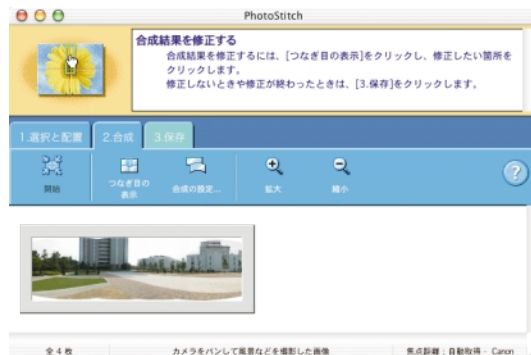 PhotoStitch
合成結果を修正する
合成結果を修正するには、[つなぎ目の表示]をクリックし、修正したい箇所を
クリックします。
修正しないときや修正が終わったときは、[3.保存]をクリックします。
1.選択と配置
2.合成
3.保存
開始
つなぎ目の
表示
合成の設定...
拡大
縮小
?
全 4 枚
カメラをパンして風景などを撮影した画像
焦点距離：自動取得 - Canon